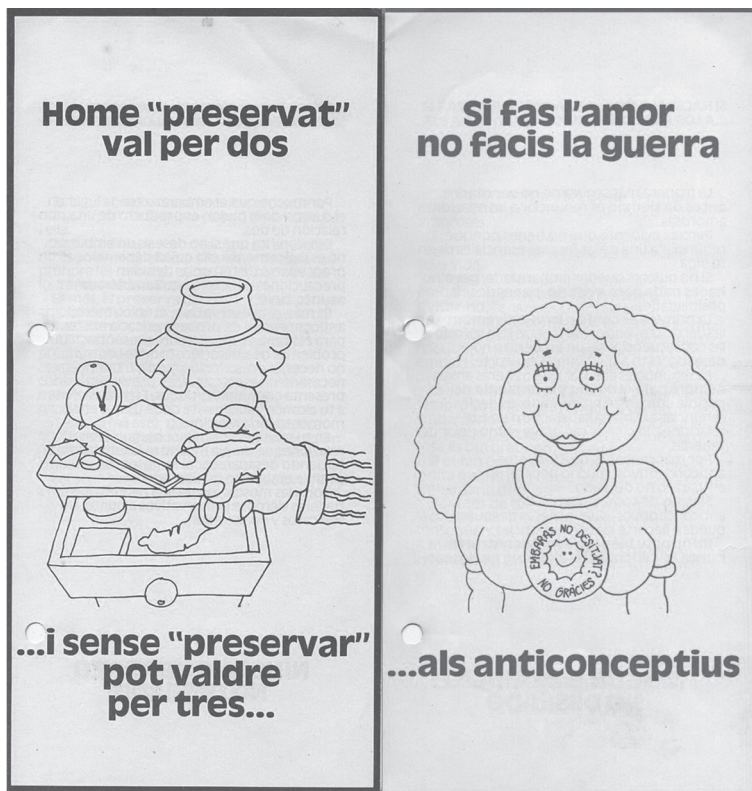 Home "preservat"
val per dos
...i sense "preservar"
pot valdre
per tres...
Si fas l'amor
no facis la guerra
EMBARÀS NO DESITJAT?
NO GRÀCIES
...als anticonceptius